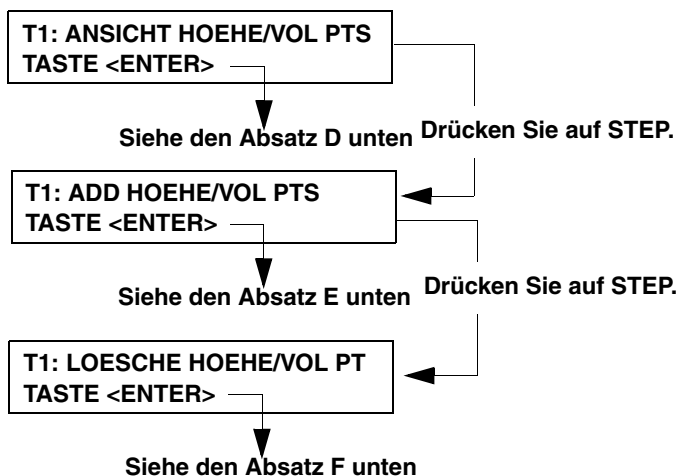 T1: ANSICHT HOEHE/VOL PTS
TASTE <ENTER>
Siehe den Absatz D unten
Drücken Sie auf STEP.
T1: ADD HOEHE/VOL PTS
TASTE <ENTER>
Siehe den Absatz E unten
Drücken Sie auf STEP.
T1: LOESCHE HOEHE/VOL PT
TASTE <ENTER>
Siehe den Absatz F unten